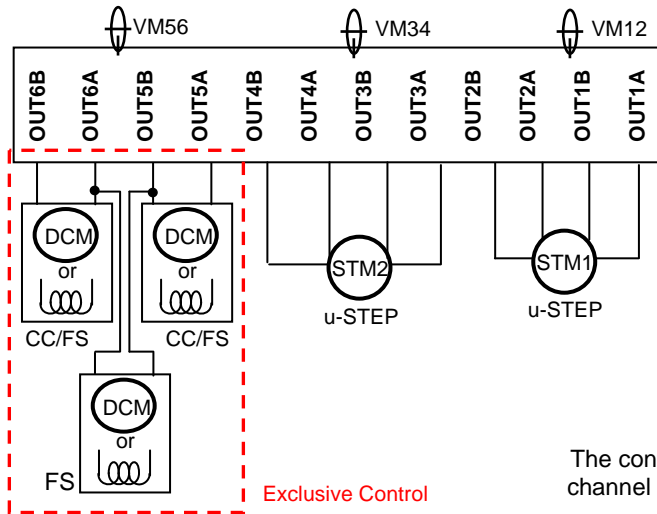 VM56 VM34 VM12
OUT6B OUT6A OUT5B OUT5A OUT4B OUT4A OUT3B OUT3A OUT2B OUT2A OUT1B OUT1A
DCM DCM
or or
STM2 STM1
CC/FS CC/FS u-STEP u-STEP
DCM
or
FS
Exclusive Control
The con
channel